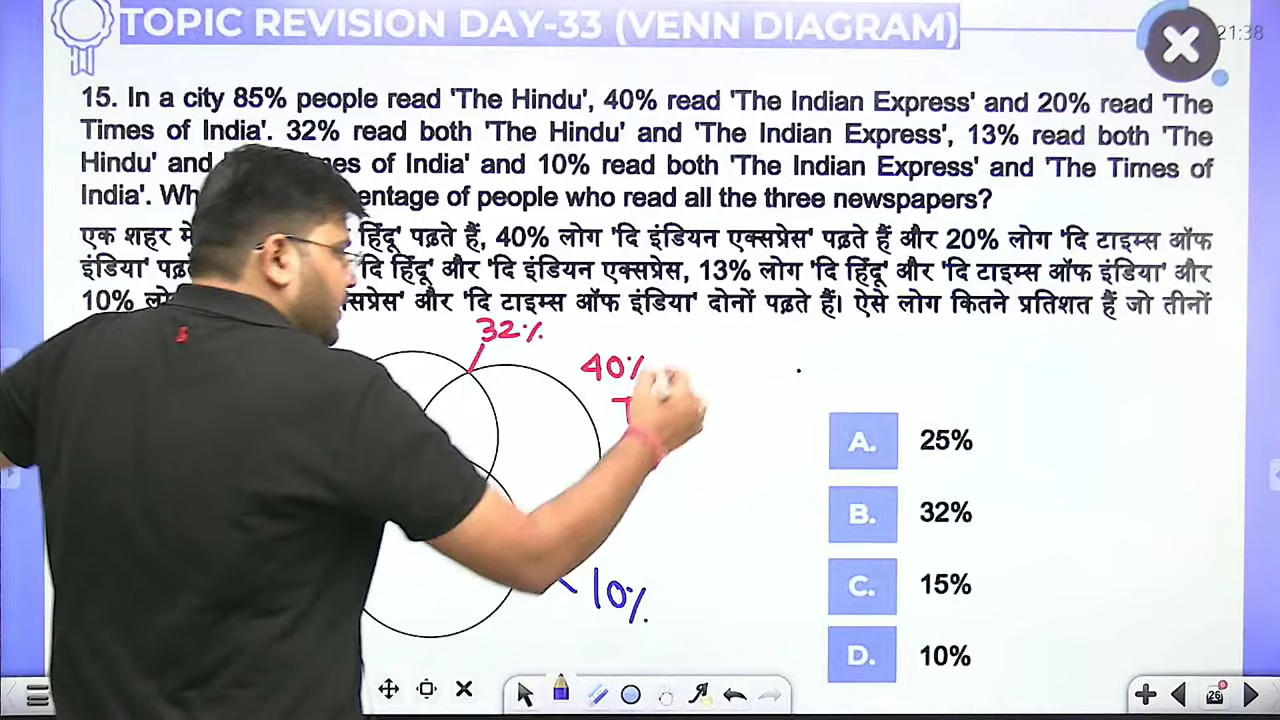 TOPIC REVISION DAY-33 (VENN DIAGRAM)
21:38
15. In a city 85% people read 'The Hindu', 40% read 'The Indian Express' and 20% read 'The
Times of India'. 32% read both 'The Hindu' and 'The Indian Express', 13% read both 'The
Hindu' and of India' and 10% read both 'The Indian Express' and 'The Times of
India'. of people who read all the three newspapers?
एक शहर हिंदू' पढ़ते हैं, 40% लोग 'दि इंडियन एक्सप्रेस' पढ़ते हैं और 20% लोग 'दि टाइम्स ऑफ
इंडिया' 'दि हिंदू' और 'दि इंडियन एक्सप्रेस, 13% लोग 'दि हिंदू' और 'दि टाइम्स ऑफ इंडिया' और
10% और 'दि टाइम्स ऑफ इंडिया' दोनों पढ़ते हैं। ऐसे लोग कितने प्रतिशत हैं जो तीनों
32%
40%
10%
A. 25%
B. 32%
C. 15%
D. 10%
26